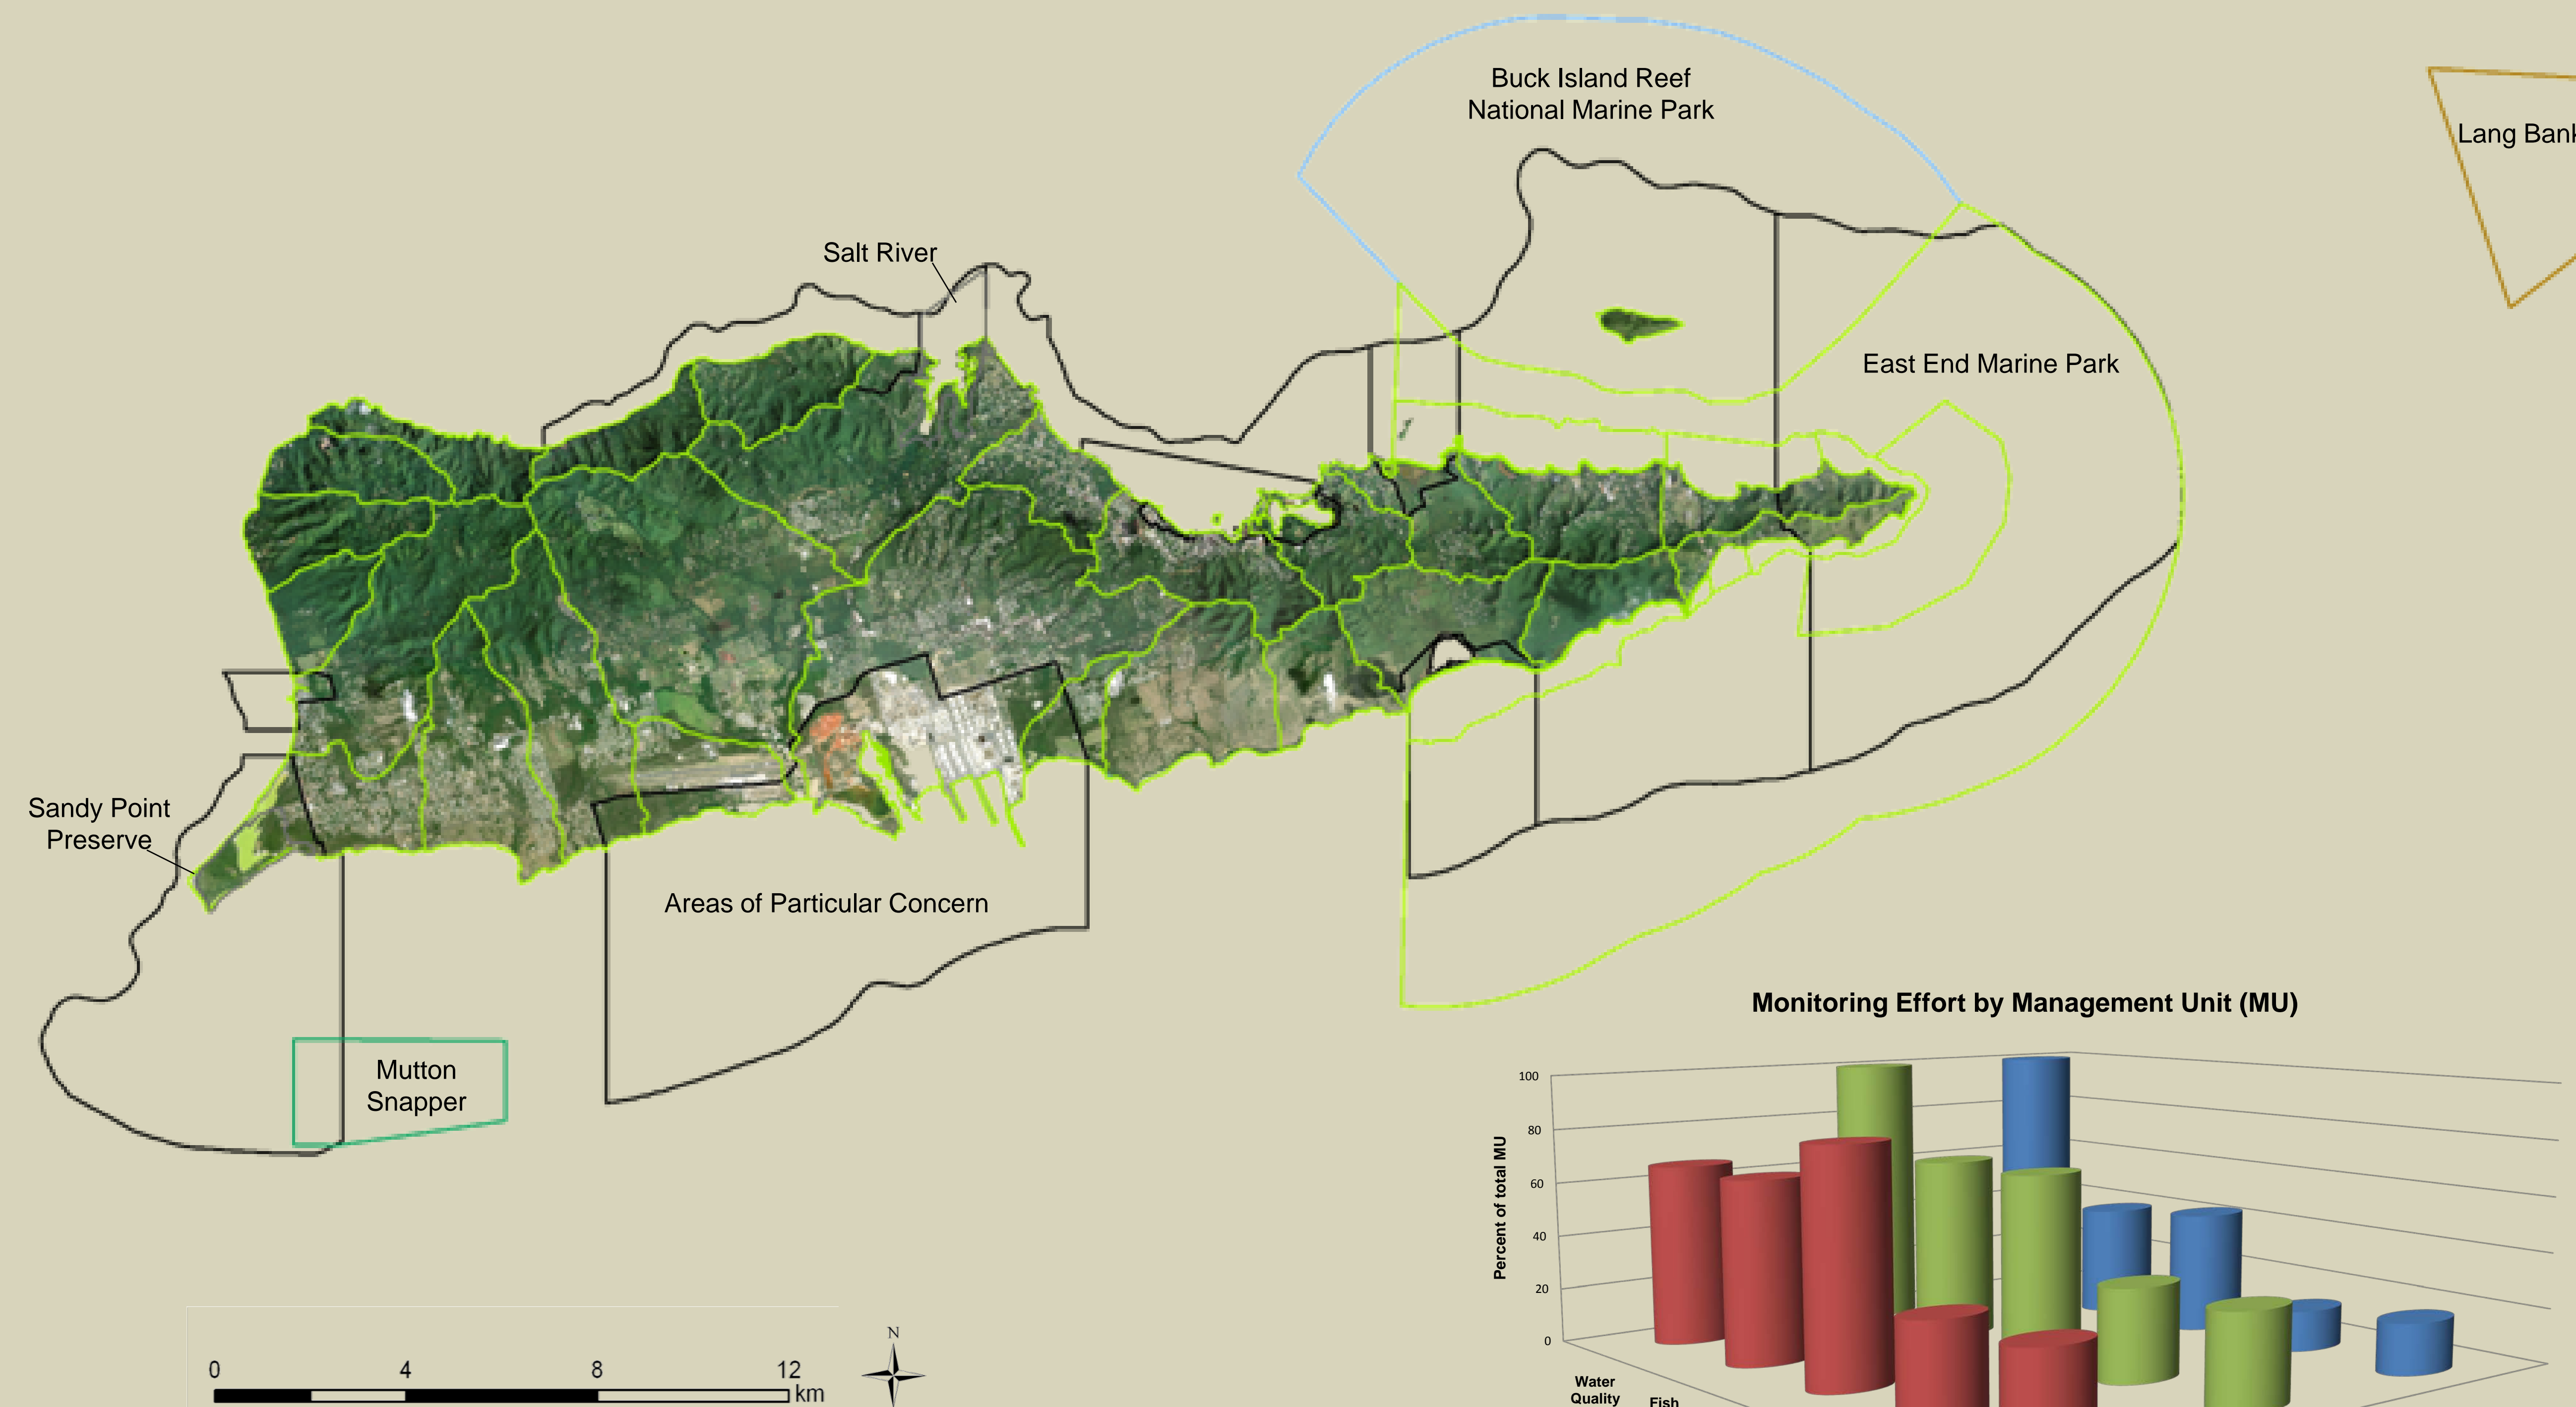 Buck Island Reef
National Marine Park
Lang Bank
Salt River
East End Marine Park
Sandy Point
Preserve
Areas of Particular Concern
Mutton
Snapper
Monitoring Effort by Management Unit (MU)
Percent of total MU
100
80
60
40
20
0
Water
Quality
Fish
N
0 4 8 12
km